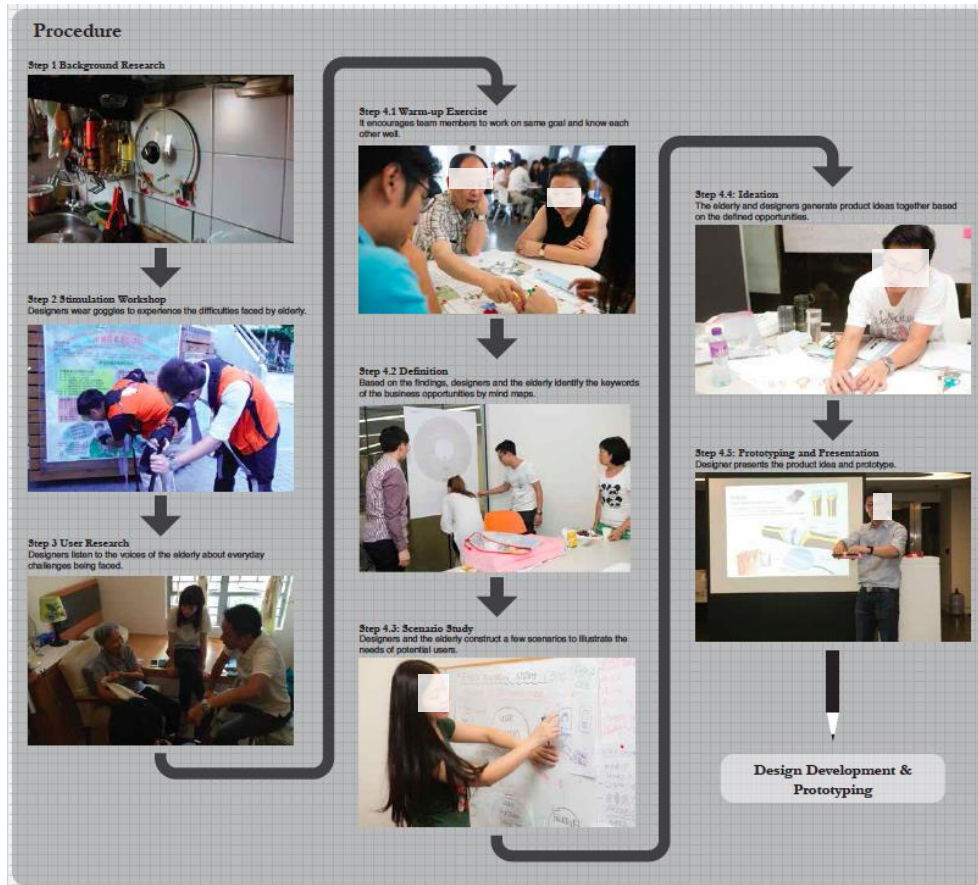 Procedure
Step 1 Background Research
Step 2 Stimulation Workshop
Designers wear goggles to experience the difficulties faced by elderly.
Step 3 User Research
Designers listen to the voices of the elderly about everyday
challenges being faced.
Step 4.1 Warm-up Exercise
It encourages team members to work on same goal and know each
other well.
Step 4.2 Definition
Based on the findings, designers and the elderly identify the keywords
of the business opportunities by mind maps.
Step 4.3: Scenario Study
Designers and the elderly construct a few scenarios to illustrate the
needs of potential users.
Step 4.4: Ideation
The elderly and designers generate product ideas together based
on the defined opportunities.
Step 4.5: Prototyping and Presentation
Designer presents the product idea and prototype.
Design Development &
Prototyping